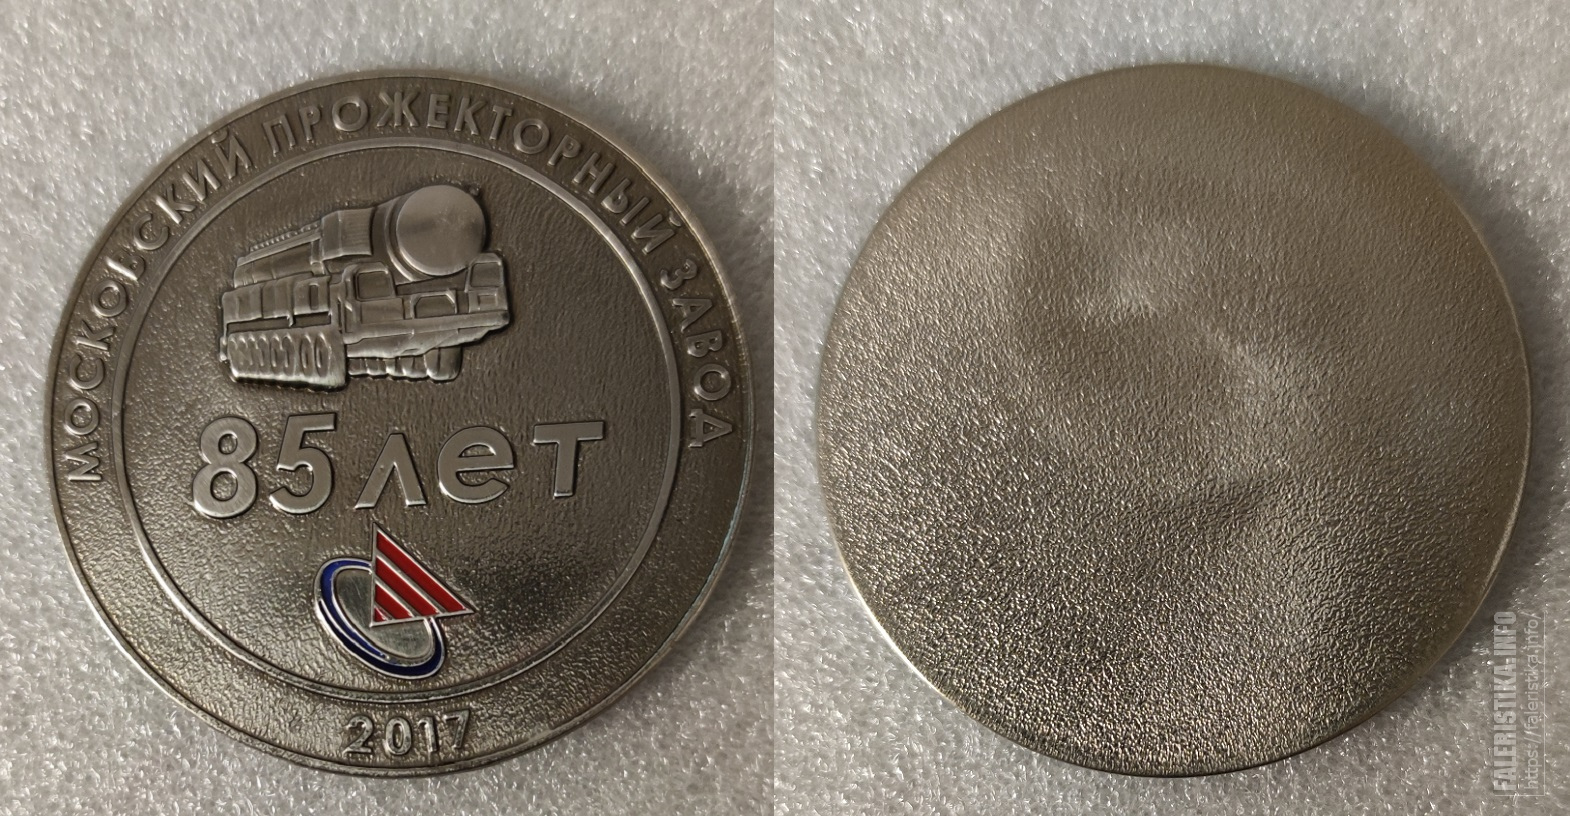 МОСКОВСКИЙ ПРОЖЕКТОРНЫЙ ЗАВОД
85 лет
2017
FALERISTIKA.INFO
https://faleristika.info/